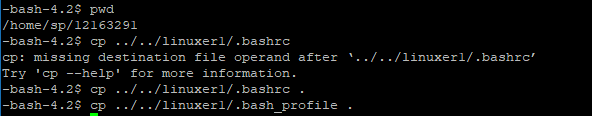 -bash-4.2$ pwd
/home/sp/12163291
-bash-4.2$ cp ../../linuxer1/.bashrc
cp: missing destination file operand after ‘../../linuxer1/.bashrc’
Try 'cp --help' for more information.
-bash-4.2$ cp ../../linuxer1/.bashrc .
-bash-4.2$ cp ../../linuxer1/.bash_profile .